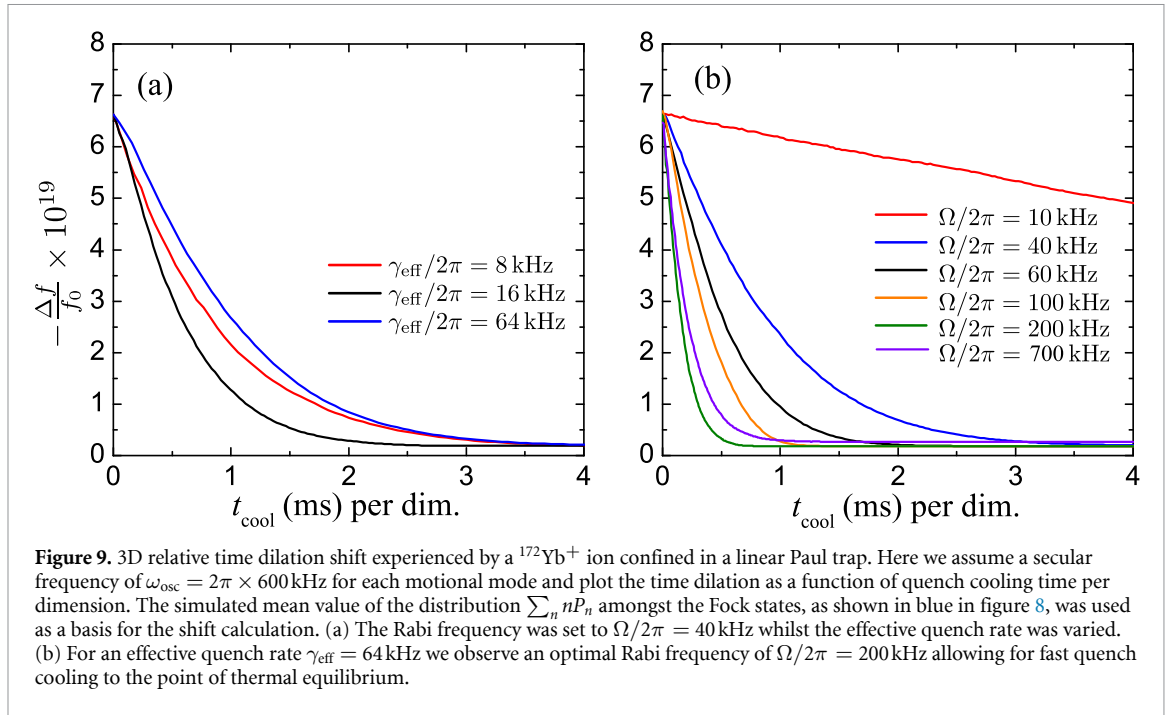 8
7
6
5
4
3
2
1
0
−Δf/f₀ × 10¹⁹
(a)
γeff/2π = 8 kHz
γeff/2π = 16 kHz
γeff/2π = 64 kHz
0 1 2 3 4
tcool (ms) per dim.
8
7
6
5
4
3
2
1
0
(b)
Ω/2π = 10 kHz
Ω/2π = 40 kHz
Ω/2π = 60 kHz
Ω/2π = 100 kHz
Ω/2π = 200 kHz
Ω/2π = 700 kHz
0 1 2 3 4
tcool (ms) per dim.
Figure 9. 3D relative time dilation shift experienced by a ¹⁷²Yb⁺ ion confined in a linear Paul trap. Here we assume a secular
frequency of ωosc = 2π × 600 kHz for each motional mode and plot the time dilation as a function of quench cooling time per
dimension. The simulated mean value of the distribution ∑ₙ nPₙ amongst the Fock states, as shown in blue in figure 8, was used
as a basis for the shift calculation. (a) The Rabi frequency was set to Ω/2π = 40 kHz whilst the effective quench rate was varied.
(b) For an effective quench rate γeff = 64 kHz we observe an optimal Rabi frequency of Ω/2π = 200 kHz allowing for fast quench
cooling to the point of thermal equilibrium.